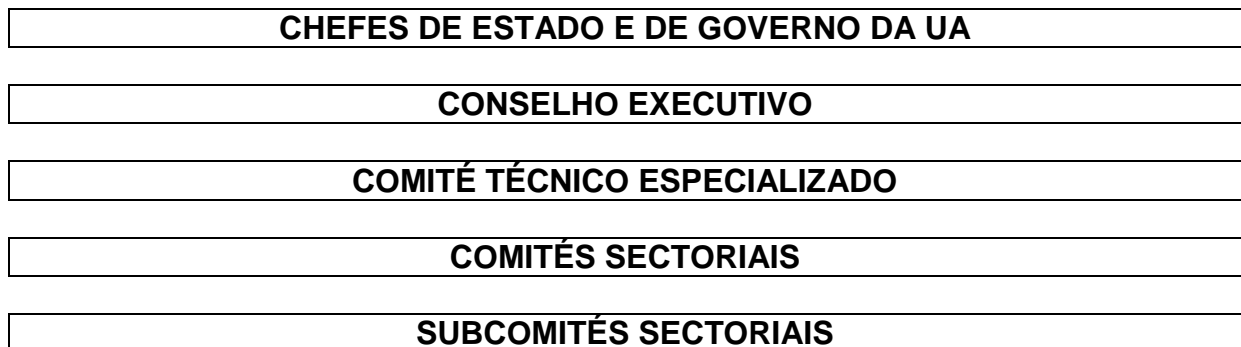 CHEFES DE ESTADO E DE GOVERNO DA UA
CONSELHO EXECUTIVO
COMITÉ TÉCNICO ESPECIALIZADO
COMITÉS SECTORIAIS
SUBCOMITÉS SECTORIAIS